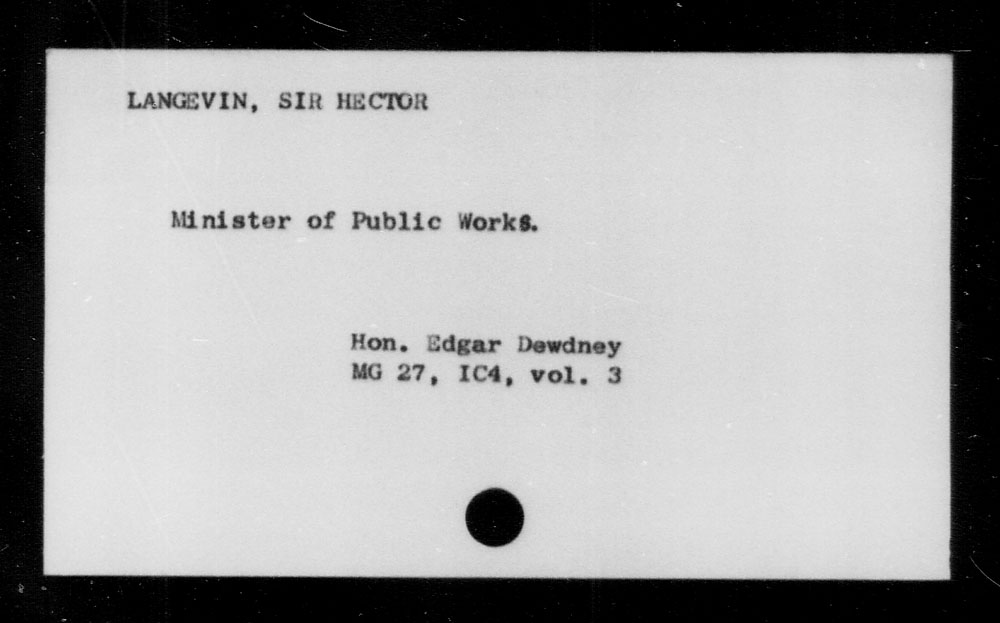 LANGEVIN, SIR HECTOR
Minister of Public Works.
Hon. Edgar Dewdney
MG 27, IC4, vol. 3